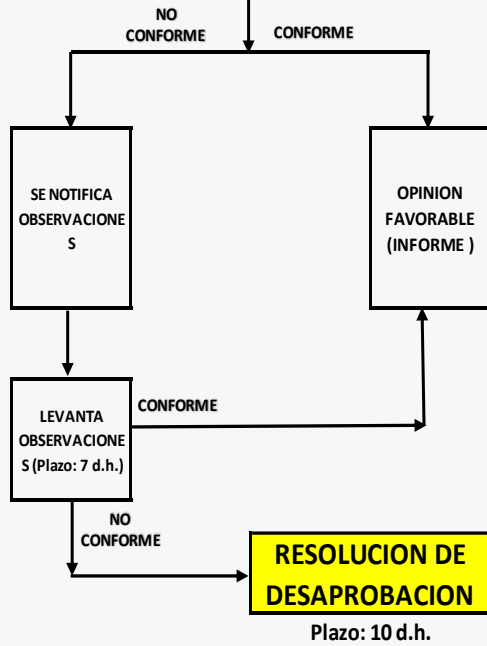 NO
CONFORME
CONFORME
SE NOTIFICA
OBSERVACIONE
S
OPINION
FAVORABLE
(INFORME )
LEVANTA
OBSERVACIONE
S (Plazo: 7 d.h.)
CONFORME
NO
CONFORME
RESOLUCION DE
DESAPROBACION
Plazo: 10 d.h.